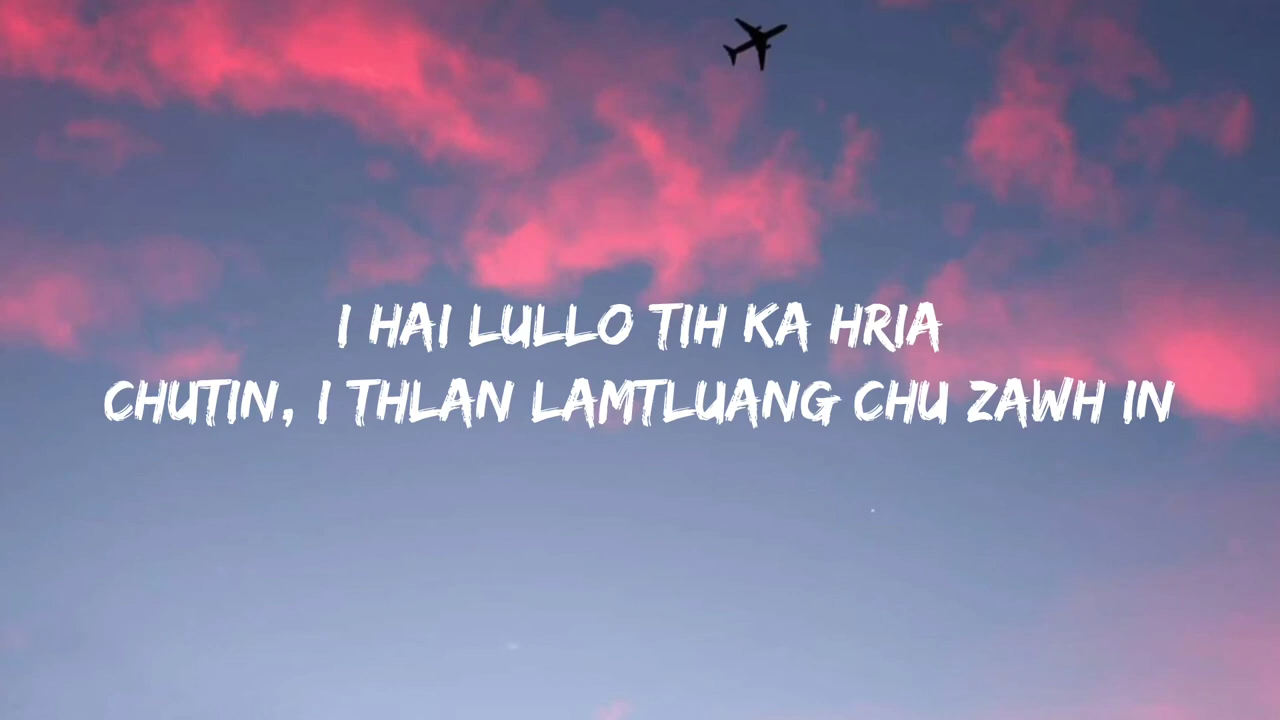 I HAI LULLO TIH KA HRIA
CHUTIN, I THLAN LAMTLUANG CHU ZAWH IN